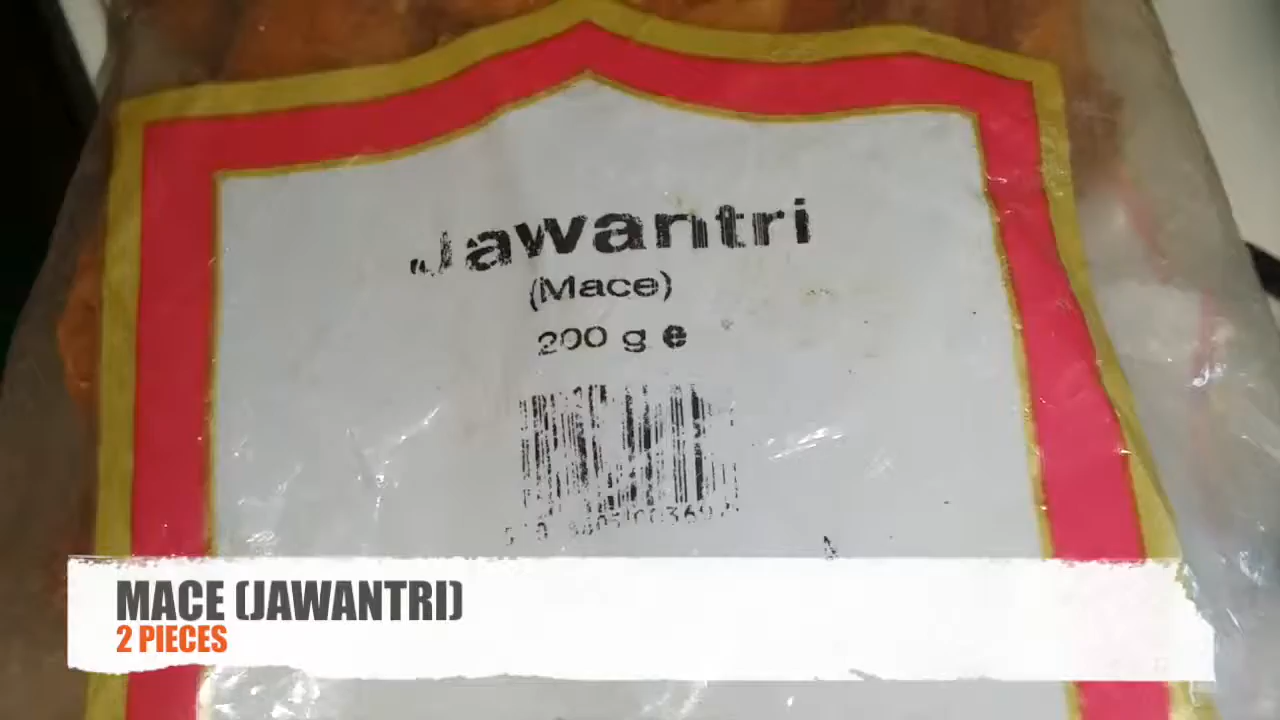 Jawantri
(Mace)
200 g e
MACE (JAWANTRI)
2 PIECES